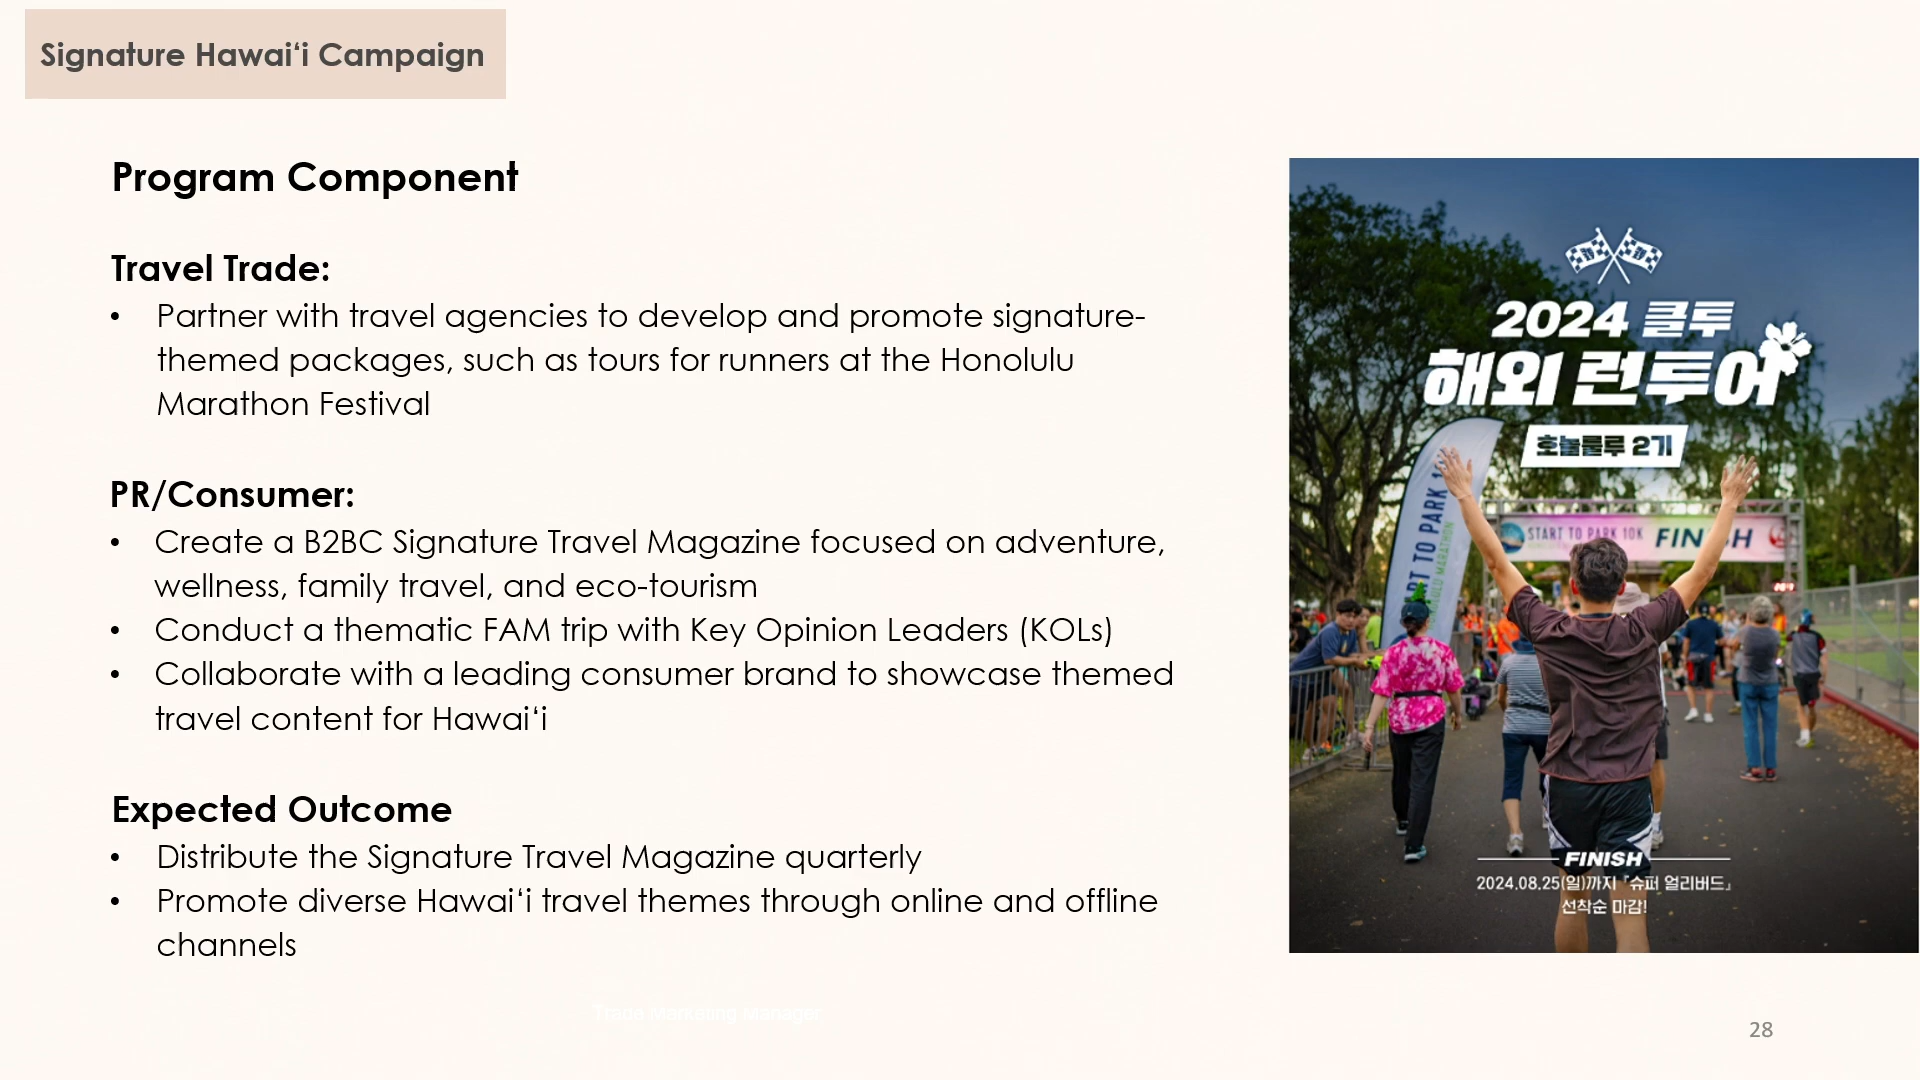 Signature Hawaiʻi Campaign
Program Component
Travel Trade:
• Partner with travel agencies to develop and promote signature-
themed packages, such as tours for runners at the Honolulu
Marathon Festival
PR/Consumer:
• Create a B2BC Signature Travel Magazine focused on adventure,
wellness, family travel, and eco-tourism
• Conduct a thematic FAM trip with Key Opinion Leaders (KOLs)
• Collaborate with a leading consumer brand to showcase themed
travel content for Hawaiʻi
Expected Outcome
• Distribute the Signature Travel Magazine quarterly
• Promote diverse Hawaiʻi travel themes through online and offline
channels
2024 클투
해외 런투어
호놀룰루 2기
START TO PARK 10K
FINISH
2024.08.25(일)까지 「슈퍼 얼리버드」
선착순 마감!
Trade Marketing Manager
28